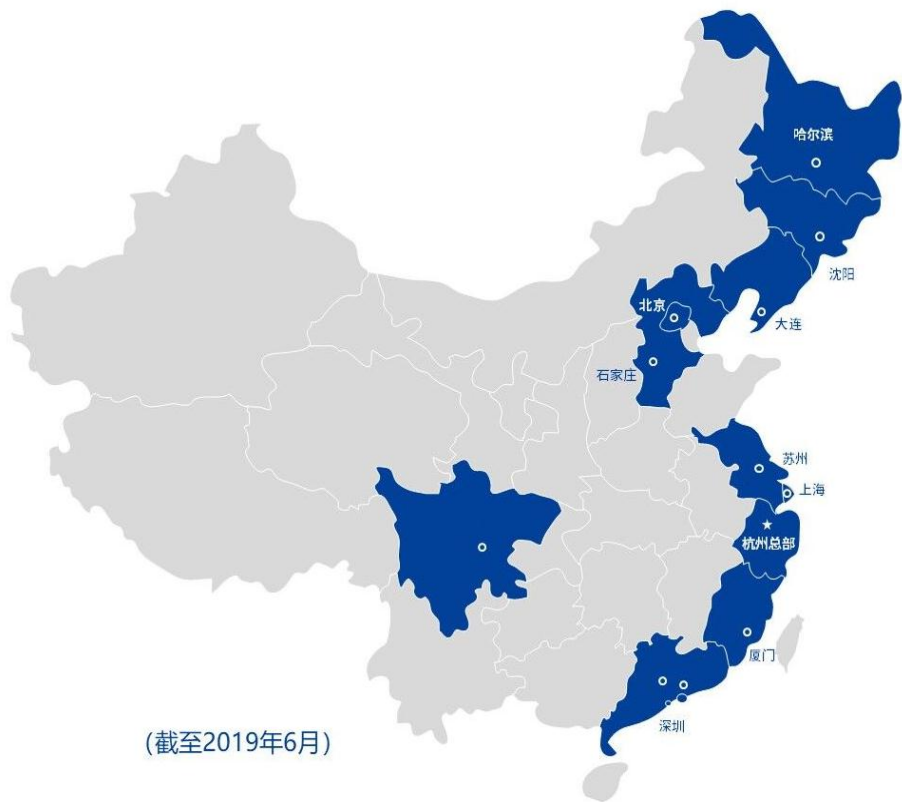 哈尔滨
沈阳
北京
大连
石家庄
苏州
上海
杭州总部
厦门
深圳
(截至2019年6月)